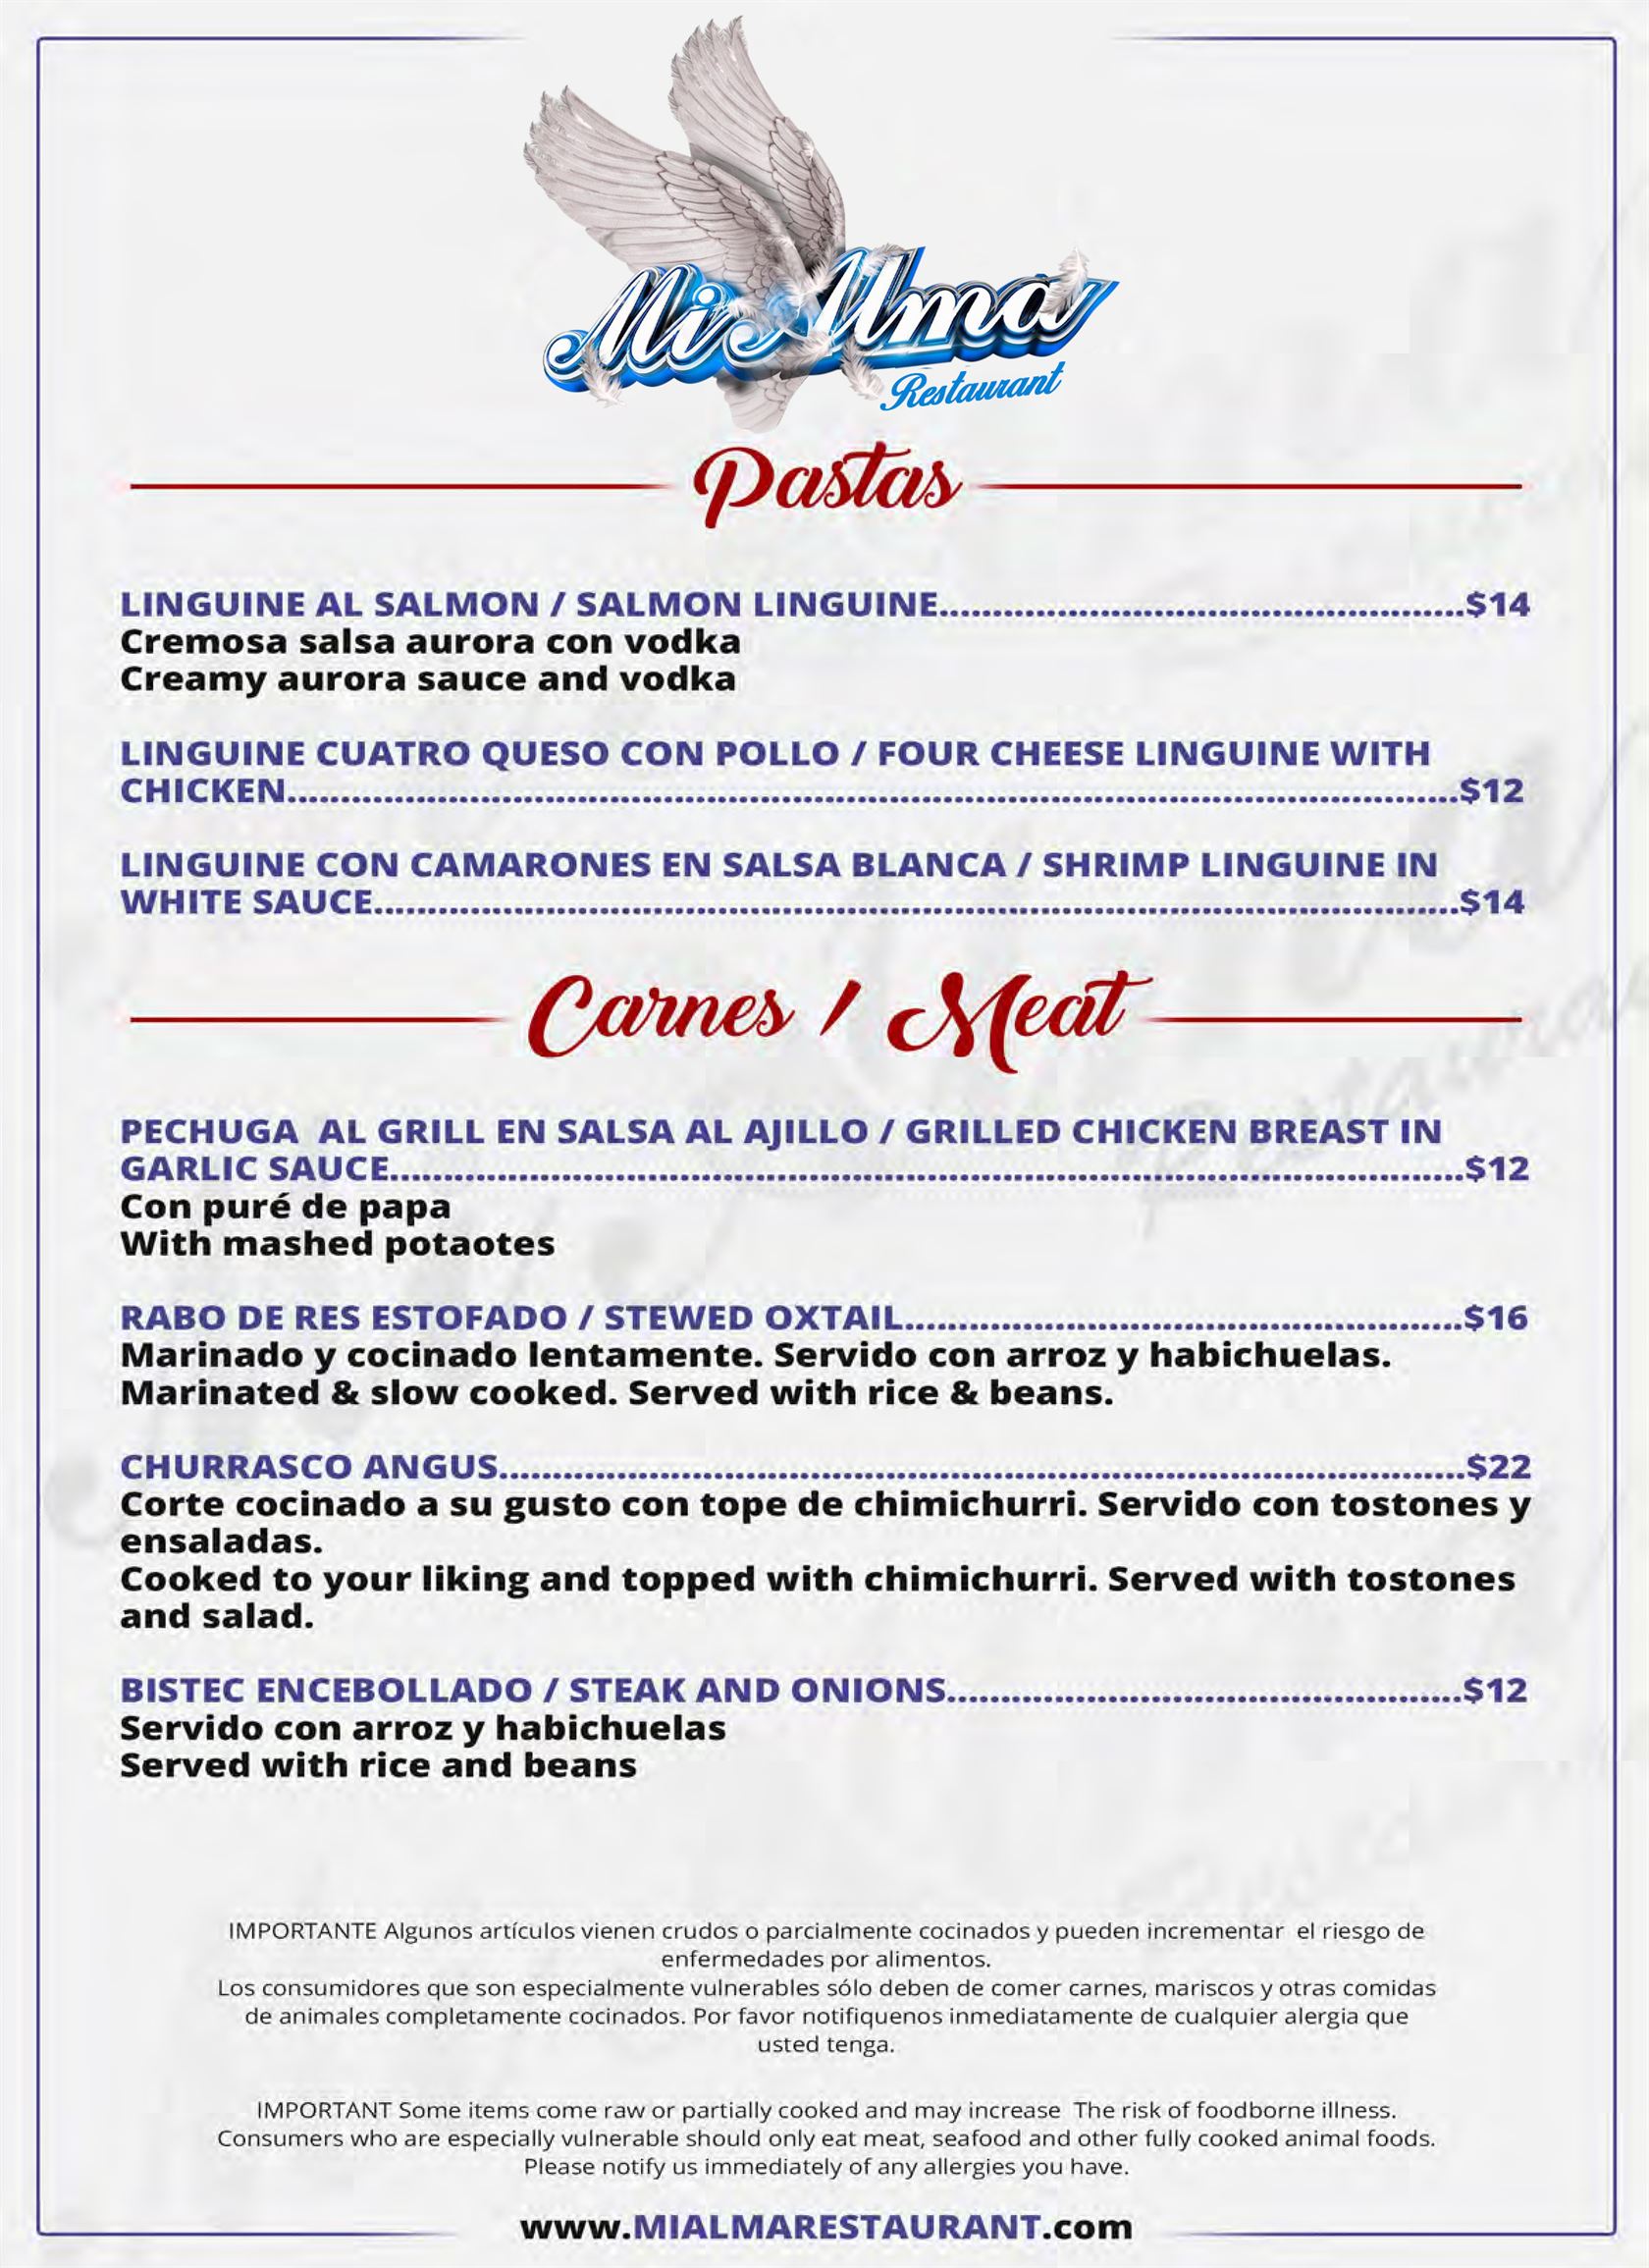 Mi Alma
Restaurant
Pastas
LINGUINE AL SALMON / SALMON LINGUINE.................................................$14
Cremosa salsa aurora con vodka
Creamy aurora sauce and vodka
LINGUINE CUATRO QUESO CON POLLO / FOUR CHEESE LINGUINE WITH
CHICKEN.............................................................................................................$12
LINGUINE CON CAMARONES EN SALSA BLANCA / SHRIMP LINGUINE IN
WHITE SAUCE.....................................................................................................$14
Carnes / Meat
PECHUGA  AL GRILL EN SALSA AL AJILLO / GRILLED CHICKEN BREAST IN
GARLIC SAUCE....................................................................................................$12
Con puré de papa
With mashed potaotes
RABO DE RES ESTOFADO / STEWED OXTAIL....................................................$16
Marinado y cocinado lentamente. Servido con arroz y habichuelas.
Marinated & slow cooked. Served with rice & beans.
CHURRASCO ANGUS..........................................................................................$22
Corte cocinado a su gusto con tope de chimichurri. Servido con tostones y
ensaladas.
Cooked to your liking and topped with chimichurri. Served with tostones
and salad.
BISTEC ENCEBOLLADO / STEAK AND ONIONS................................................$12
Servido con arroz y habichuelas
Served with rice and beans
IMPORTANTE Algunos artículos vienen crudos o parcialmente cocinados y pueden incrementar  el riesgo de
enfermedades por alimentos.
Los consumidores que son especialmente vulnerables sólo deben de comer carnes, mariscos y otras comidas
de animales completamente cocinados. Por favor notifiquenos inmediatamente de cualquier alergia que
usted tenga.
IMPORTANT Some items come raw or partially cooked and may increase  The risk of foodborne illness.
Consumers who are especially vulnerable should only eat meat, seafood and other fully cooked animal foods.
Please notify us immediately of any allergies you have.
www.MIALMARESTAURANT.com